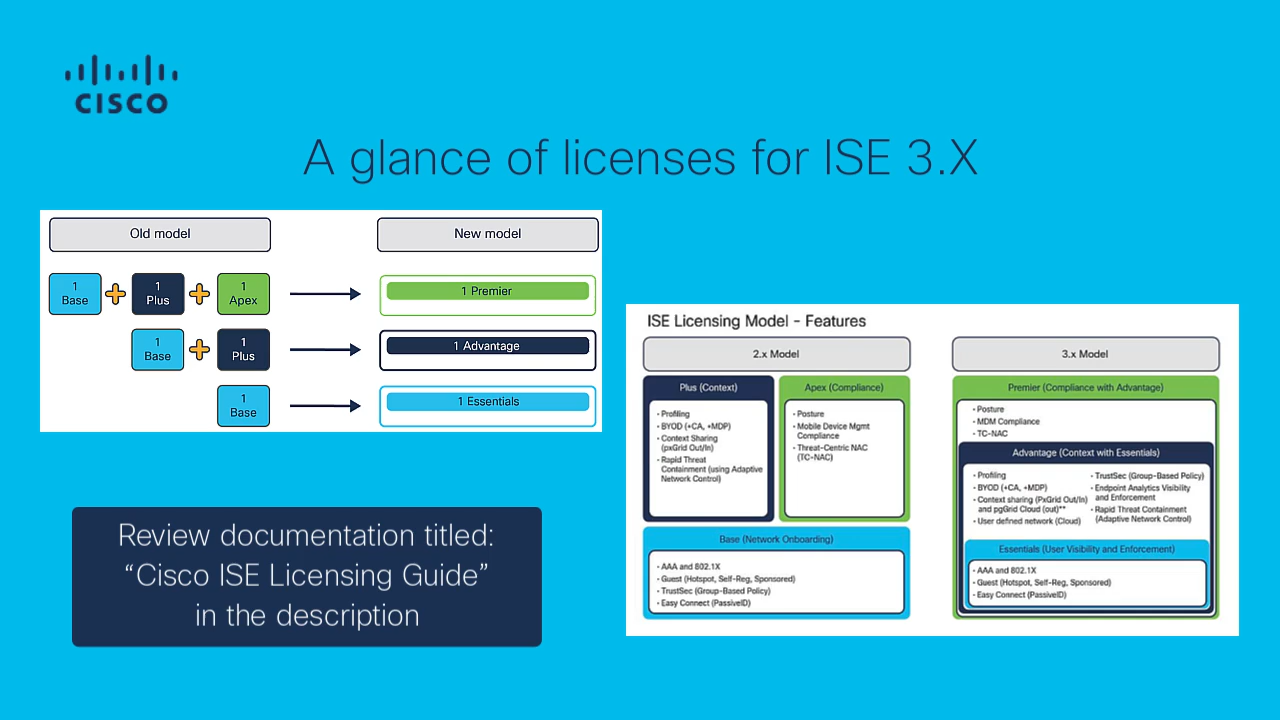 CISCO
A glance of licenses for ISE 3.X
Old model
New model
1
Base
1
Plus
1
Apex
1 Premier
1
Base
1
Plus
1 Advantage
1
Base
1 Essentials
Review documentation titled:
“Cisco ISE Licensing Guide”
in the description
ISE Licensing Model - Features
2.x Model
Plus (Context)
• Profiling
• BYOD (+CA, +MDP)
• Context Sharing
(pxGrid Out/In)
• Rapid Threat
Containment (using Adaptive
Network Control)
Apex (Compliance)
• Posture
• Mobile Device Mgmt
Compliance
• Threat-Centric NAC
(TC-NAC)
Base (Network Onboarding)
• AAA and 802.1X
• Guest (Hotspot, Self-Reg, Sponsored)
• TrustSec (Group-Based Policy)
• Easy Connect (PassiveID)
3.x Model
Premier (Compliance with Advantage)
• Posture
• MDM Compliance
• TC-NAC
Advantage (Context with Essentials)
• Profiling
• BYOD (+CA, +MDP)
• Context sharing (PxGrid Out/In)
and pgGrid Cloud (out)**
• User defined network (Cloud)
• TrustSec (Group-Based Policy)
• Endpoint Analytics Visibility
and Enforcement
• Rapid Threat Containment
(Adaptive Network Control)
Essentials (User Visibility and Enforcement)
• AAA and 802.1X
• Guest (Hotspot, Self-Reg, Sponsored)
• Easy Connect (PassiveID)